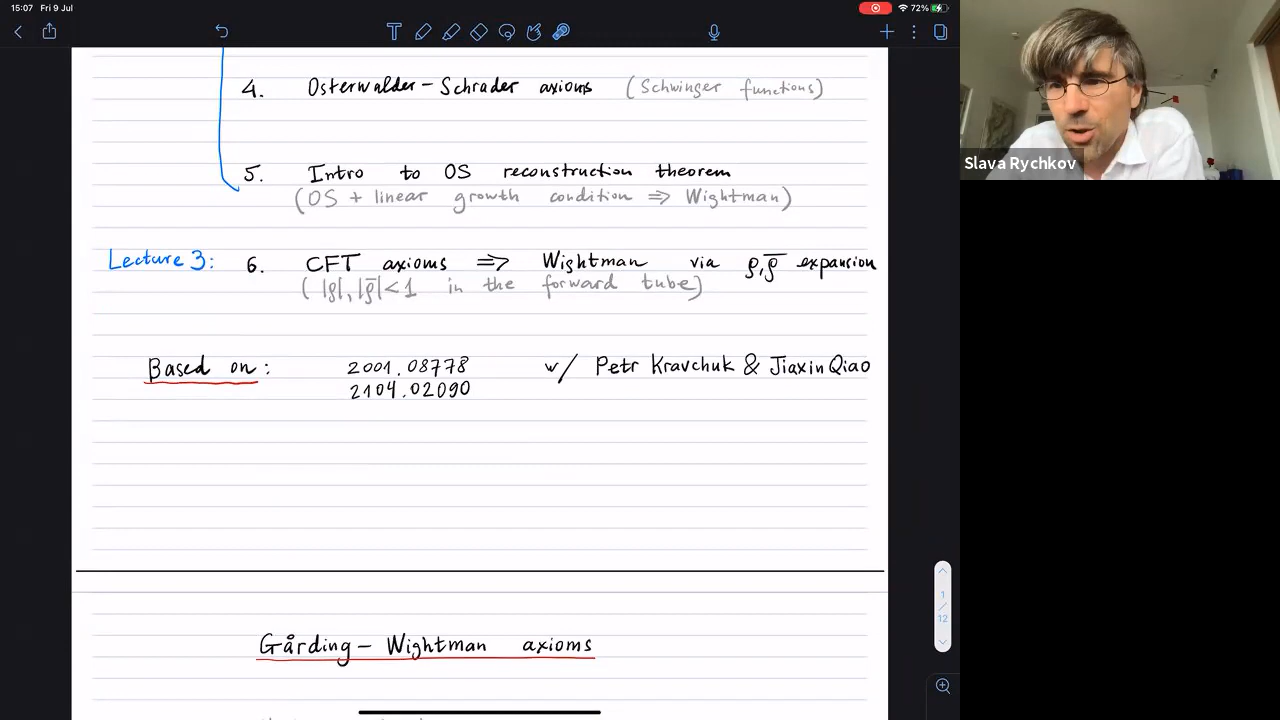 15:07 Fri 9 Jul
72%
4. Osterwalder – Schrader axioms (Schwinger functions)
5. Intro to OS reconstruction theorem
(OS + linear growth condition ⇒ Wightman)
Lecture 3: 6. CFT axioms ⇒ Wightman via ρ,ρ̅ expansion
( |ρ|, |ρ̅| < 1 in the forward tube)
Based on: 2001.08778 w/ Petr Kravchuk & Jiaxin Qiao
2104.02090
Gårding – Wightman axioms
Slava Rychkov
1
/
12